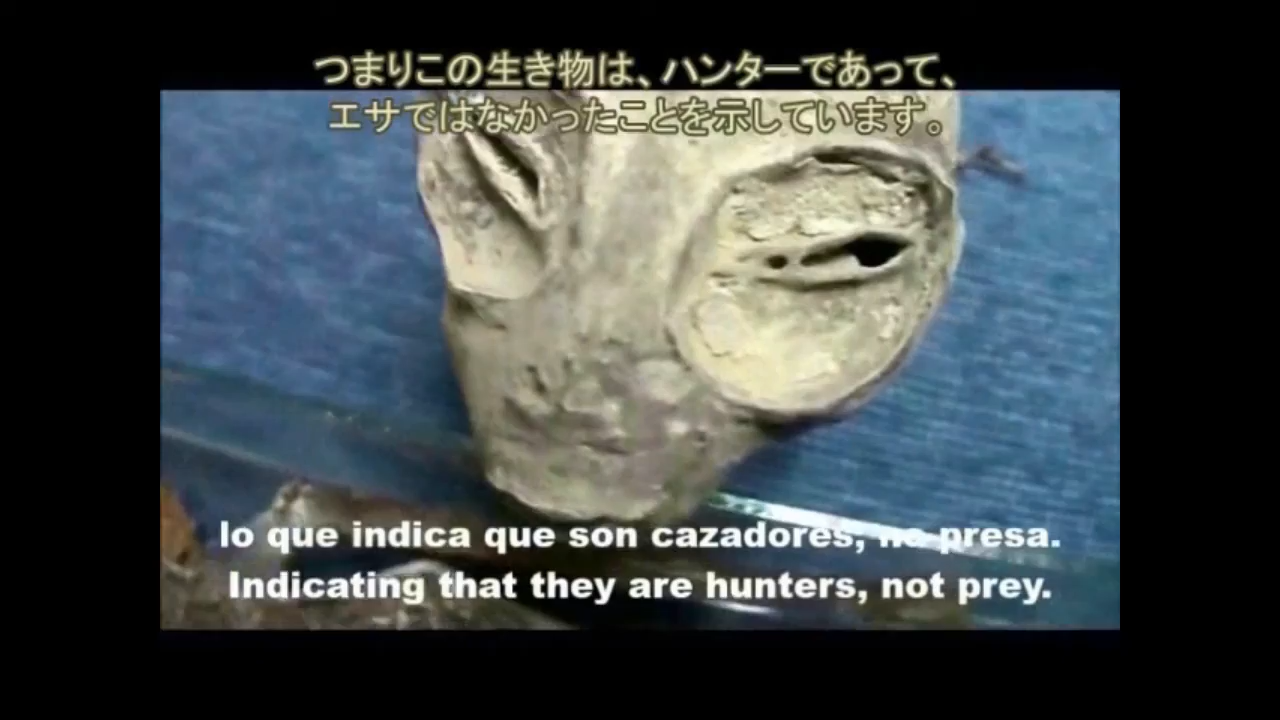 つまりこの生き物は、ハンターであって、
エサではなかったことを示しています。
lo que indica que son cazadores, no presa.
Indicating that they are hunters, not prey.